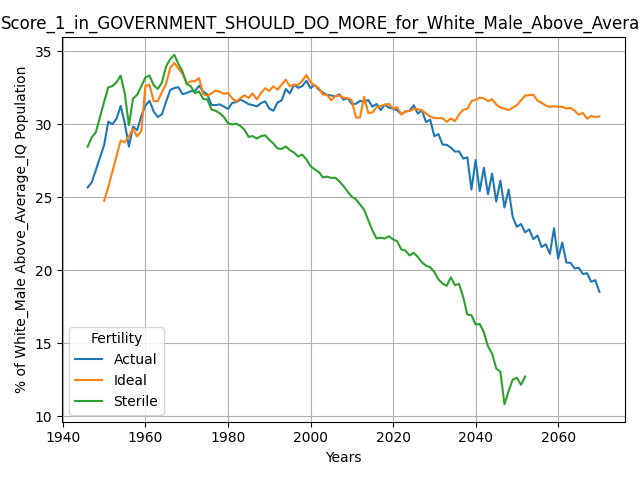 Score_1_in_GOVERNMENT_SHOULD_DO_MORE_for_White_Male_Above_Avera
% of White_Male Above_Average_IQ Population
35
30
25
20
15
10
Fertility
Actual
Ideal
Sterile
1940 1960 1980 2000 2020 2040 2060
Years